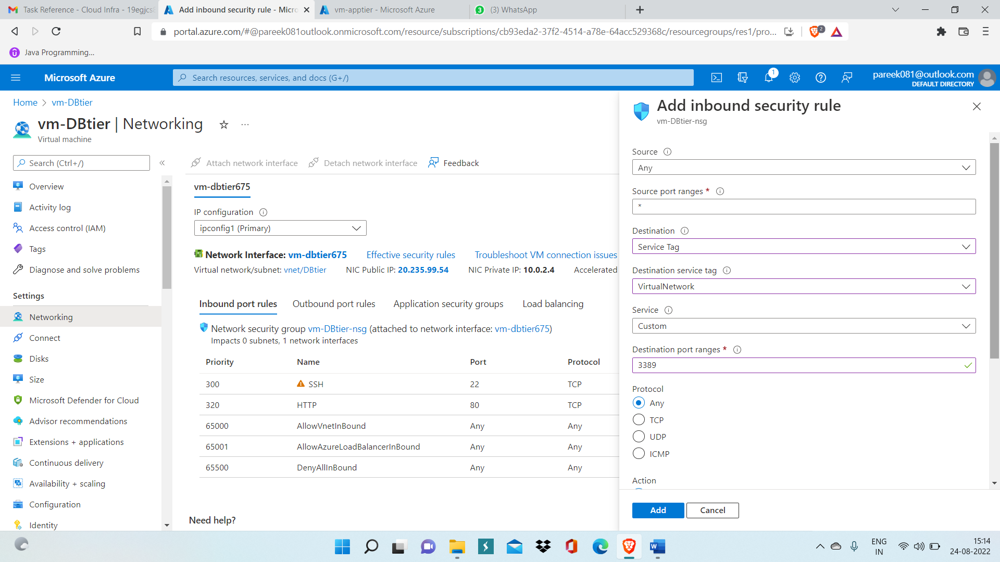 Task Reference - Cloud Infra - 19egjcs8
Add inbound security rule - Micro
vm-apptier - Microsoft Azure
(3) WhatsApp
portal.azure.com/#@pareek081outlook.onmicrosoft.com/resource/subscriptions/cb93eda2-37f2-4514-a78e-64acc529368c/resourcegroups/res1/pro...
2
Java Programming...
Microsoft Azure
Search resources, services, and docs (G+/)
1
pareek081@outlook.com
DEFAULT DIRECTORY
Home > vm-DBtier
vm-DBtier | Networking
Virtual machine
Search (Ctrl+/)
Overview
Activity log
Access control (IAM)
Tags
Diagnose and solve problems
Settings
Networking
Connect
Disks
Size
Microsoft Defender for Cloud
Advisor recommendations
Extensions + applications
Continuous delivery
Availability + scaling
Configuration
Identity
Attach network interface
Detach network interface
Feedback
vm-dbtier675
IP configuration
ipconfig1 (Primary)
Network Interface: vm-dbtier675 Effective security rules Troubleshoot VM connection issues
Virtual network/subnet: vnet/DBtier NIC Public IP: 20.235.99.54 NIC Private IP: 10.0.2.4 Accelerated
Inbound port rules Outbound port rules Application security groups Load balancing
Network security group vm-DBtier-nsg (attached to network interface: vm-dbtier675)
Impacts 0 subnets, 1 network interfaces
Priority Name Port Protocol
300 SSH 22 TCP
320 HTTP 80 TCP
65000 AllowVnetInBound Any Any
65001 AllowAzureLoadBalancerInBound Any Any
65500 DenyAllInBound Any Any
Need help?
Add inbound security rule
vm-DBtier-nsg
Source
Any
Source port ranges *
*
Destination
Service Tag
Destination service tag
VirtualNetwork
Service
Custom
Destination port ranges *
3389
Protocol
Any
TCP
UDP
ICMP
Action
Add
Cancel
ENG
IN
15:14
24-08-2022